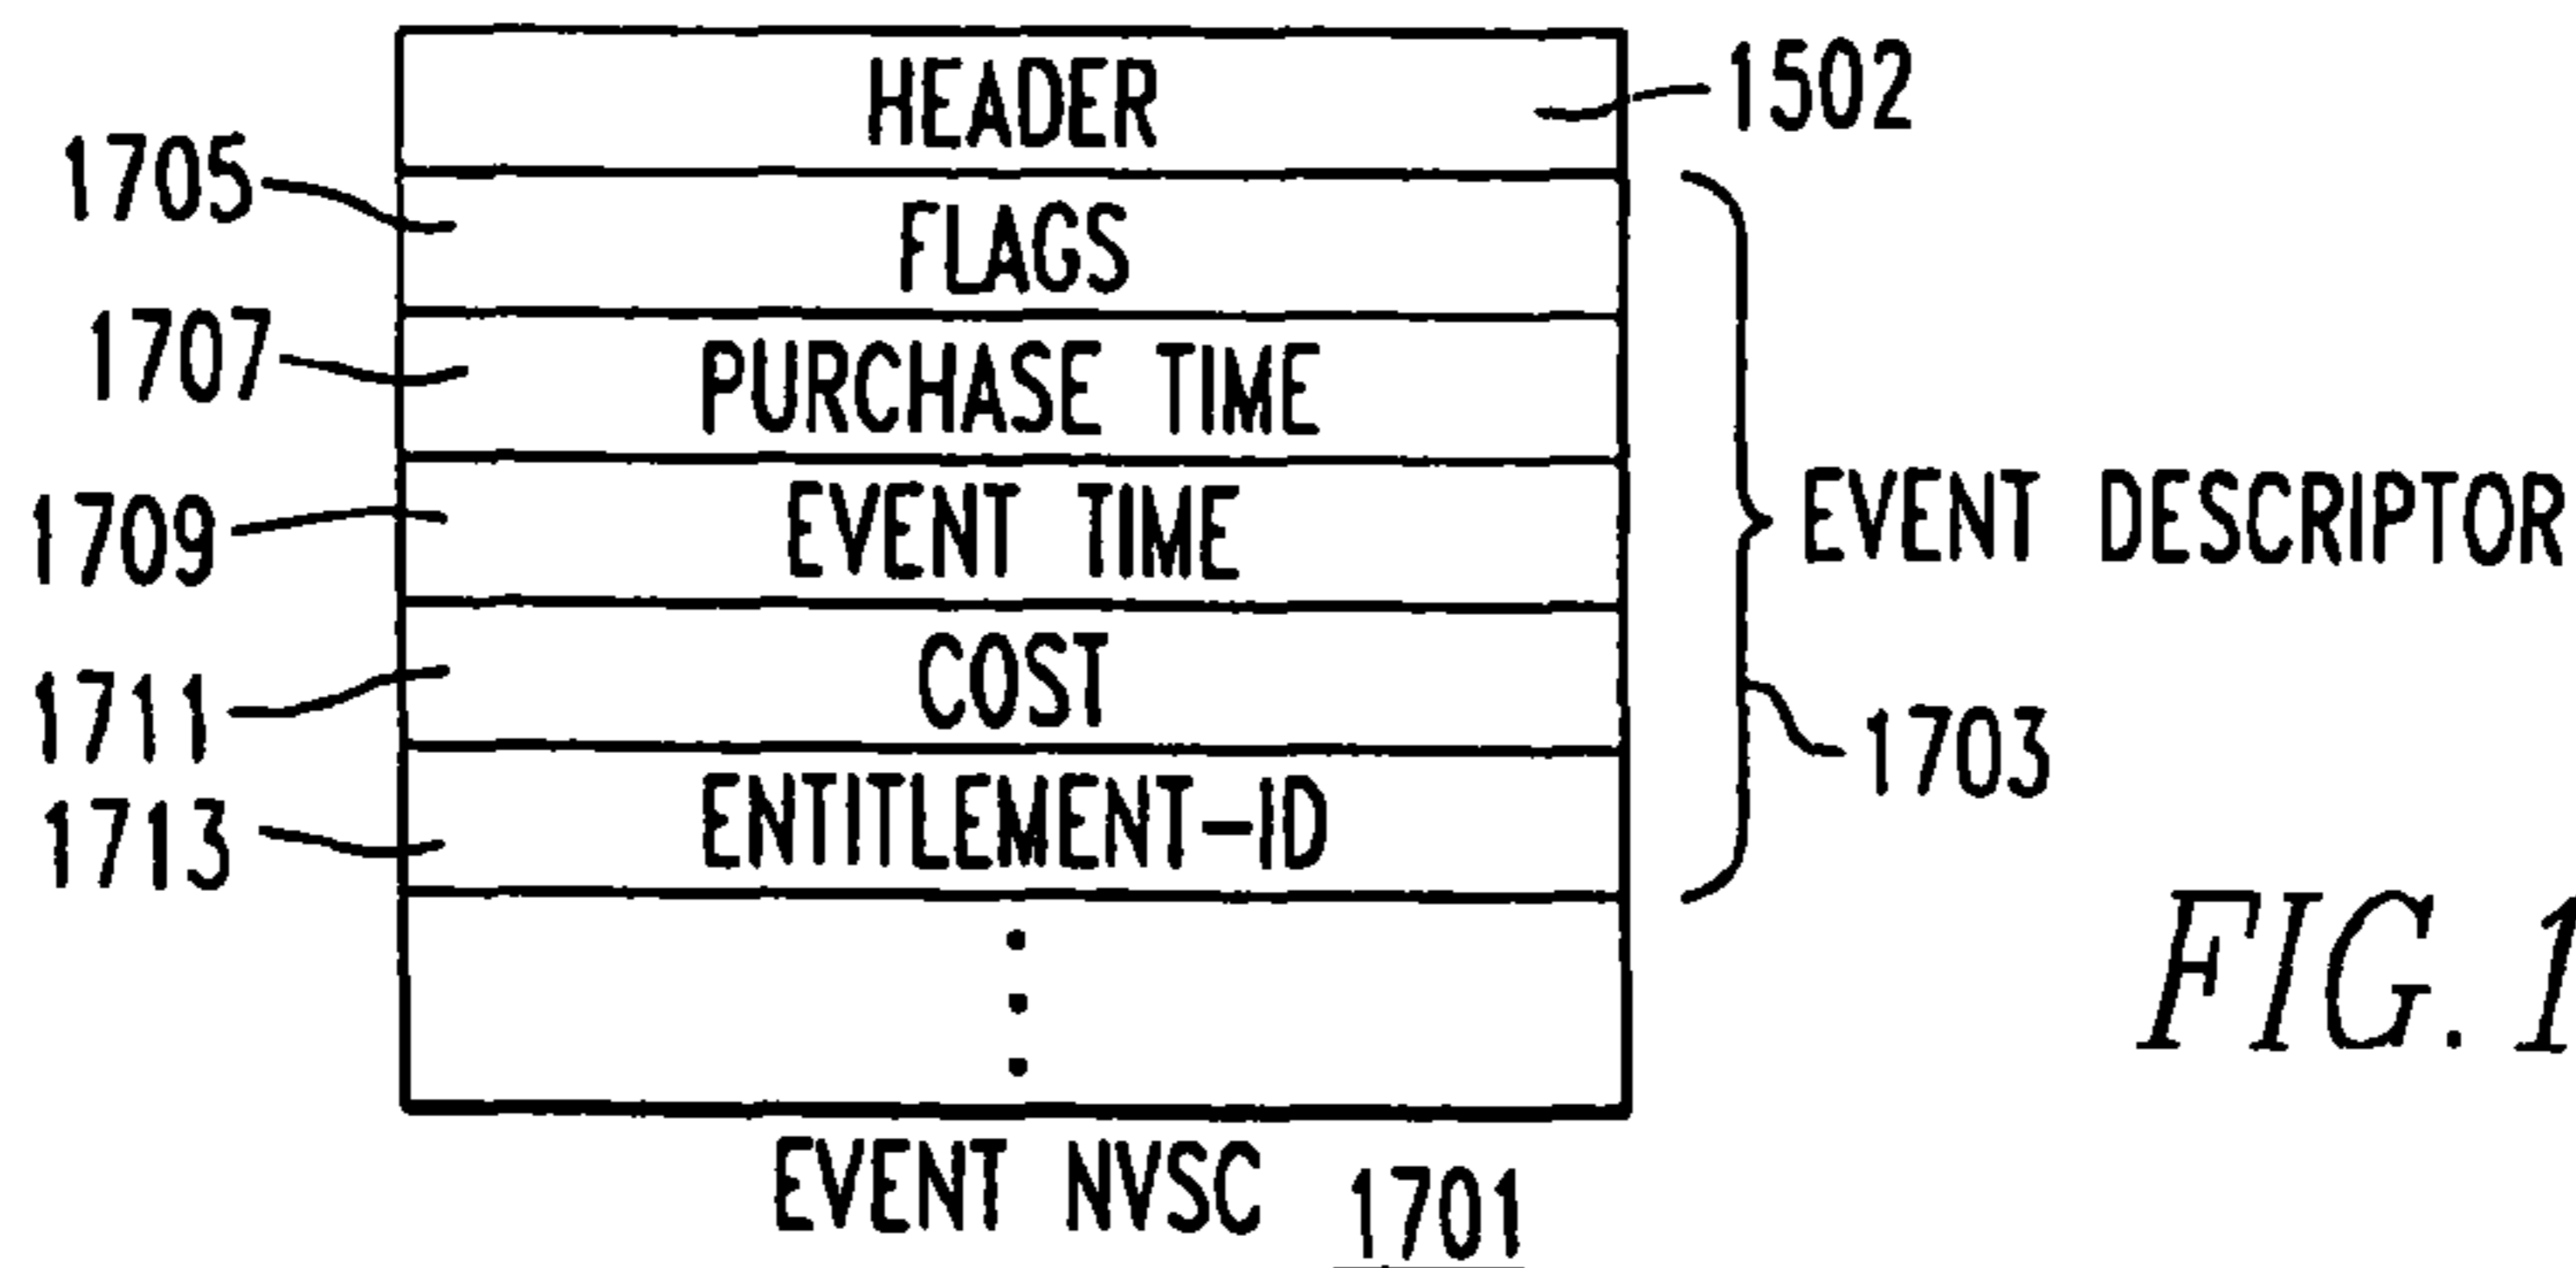 HEADER
1502
1705
FLAGS
1707
PURCHASE TIME
1709
EVENT TIME
EVENT DESCRIPTOR
1711
COST
1703
1713
ENTITLEMENT-ID
FIG. 1
EVENT NVSC 1701